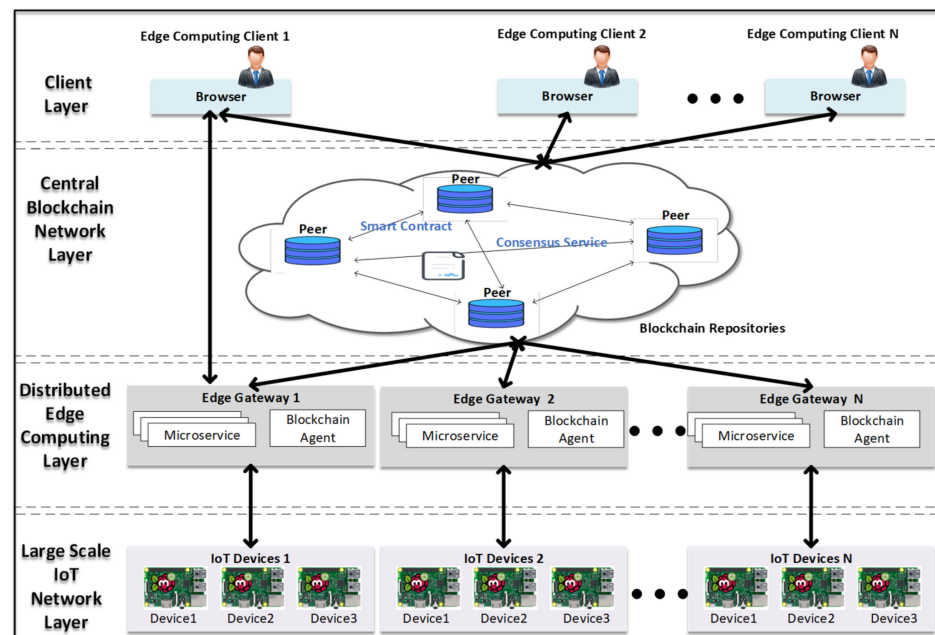 Edge Computing Client 1
Edge Computing Client 2
Edge Computing Client N
Client
Layer
Browser
Browser
Browser
Central
Blockchain
Network
Layer
Peer
Peer
Peer
Peer
Smart Contract
Consensus Service
Blockchain Repositories
Distributed
Edge
Computing
Layer
Edge Gateway 1
Microservice
Blockchain
Agent
Edge Gateway 2
Microservice
Blockchain
Agent
Edge Gateway N
Microservice
Blockchain
Agent
Large Scale
IoT
Network
Layer
IoT Devices 1
Device1 Device2 Device3
IoT Devices 2
Device1 Device2 Device3
IoT Devices N
Device1 Device2 Device3